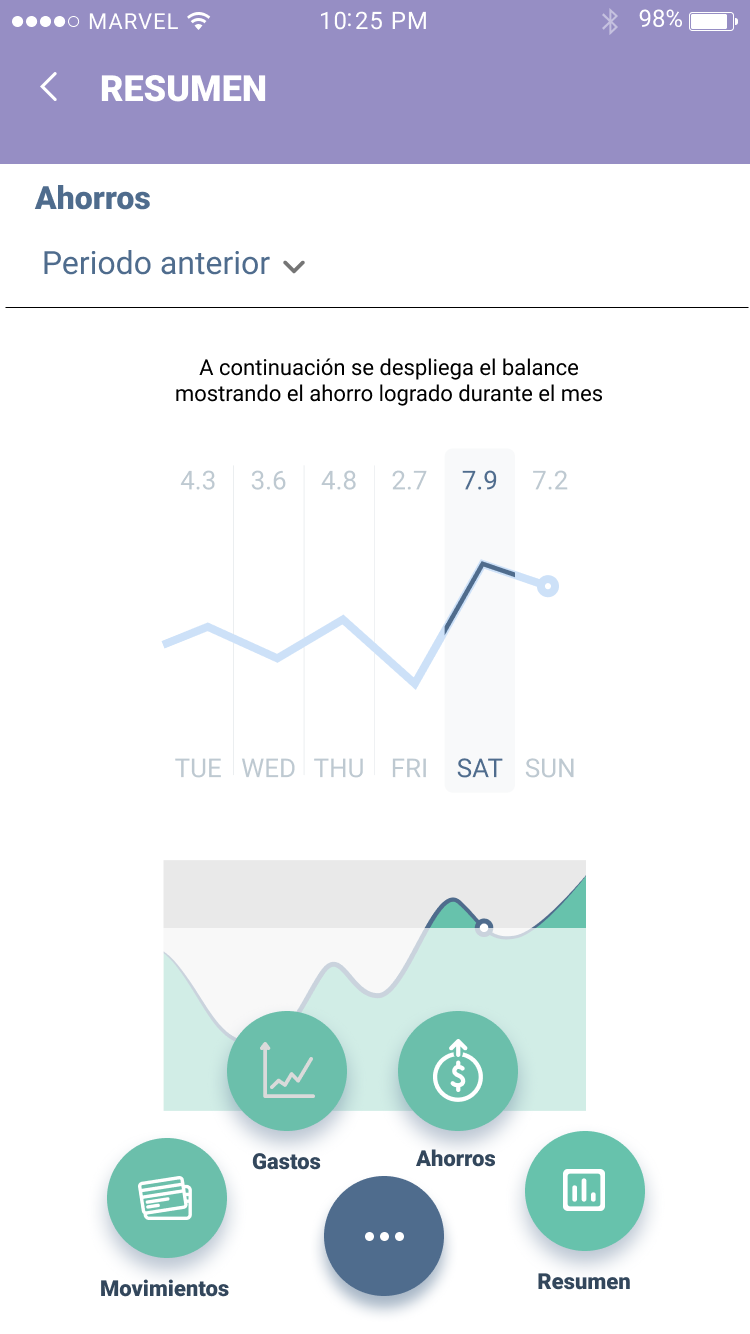 MARVEL 10:25 PM 98%
RESUMEN
Ahorros
Periodo anterior
A continuación se despliega el balance
mostrando el ahorro logrado durante el mes
4.3 3.6 4.8 2.7 7.9 7.2
TUE WED THU FRI SAT SUN
$
Gastos Ahorros
Movimientos Resumen